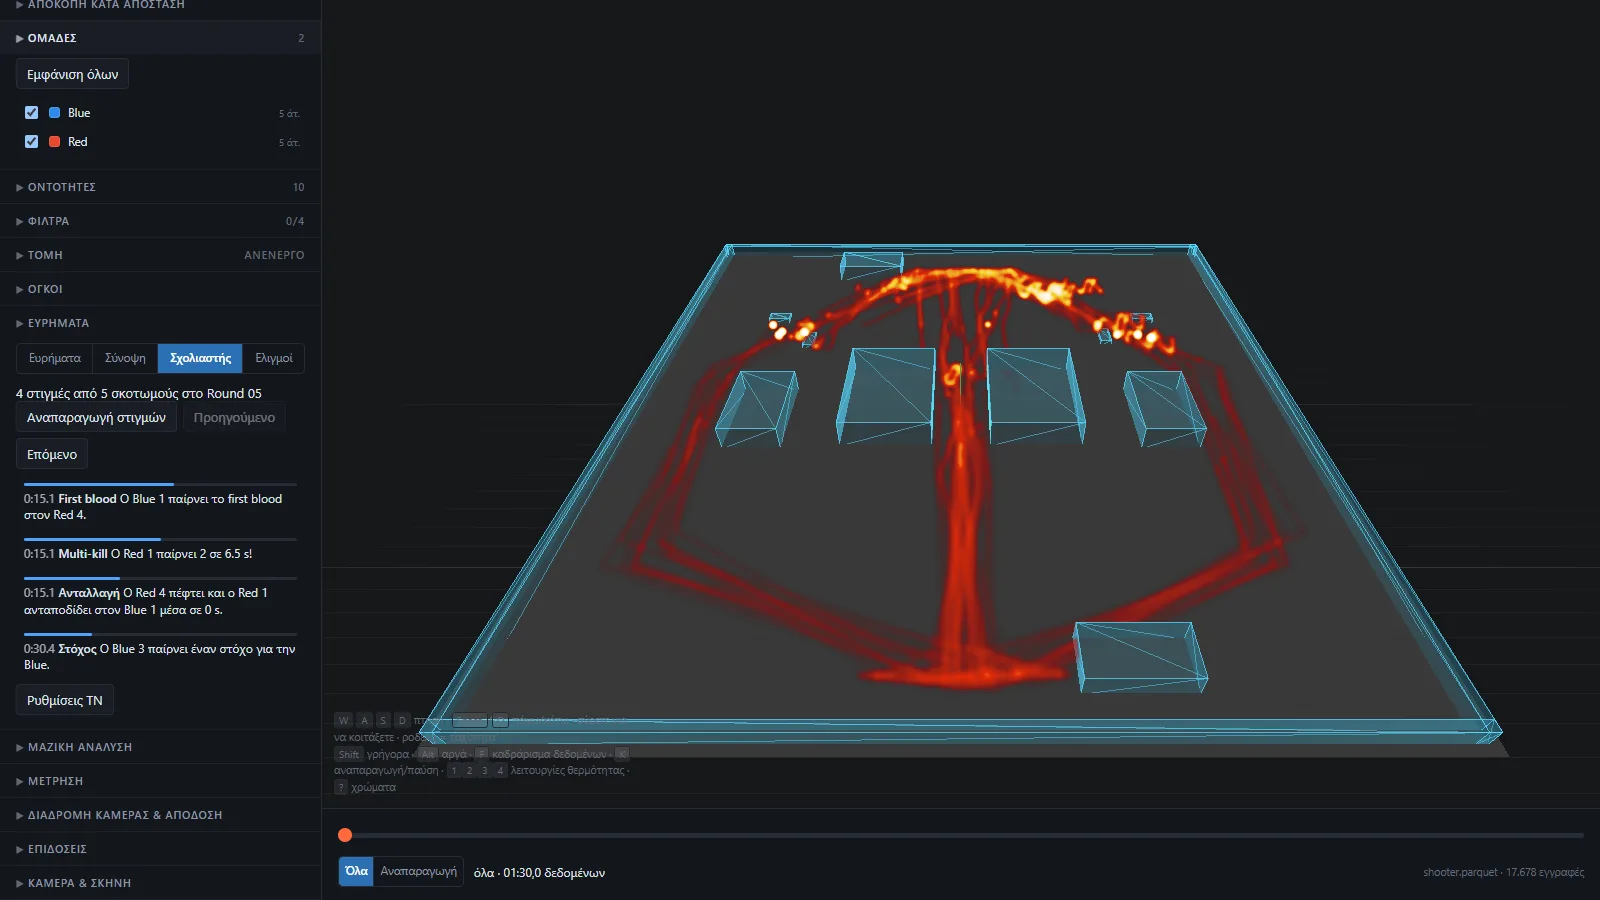 ΑΠΟΚΟΠΗ ΚΑΤΑ ΑΠΟΣΤΑΣΗ
ΟΜΑΔΕΣ 2
Εμφάνιση όλων
Blue 5 άτ.
Red 5 άτ.
ΟΝΤΟΤΗΤΕΣ 10
ΦΙΛΤΡΑ 0/4
ΤΟΜΗ ΑΝΕΝΕΡΓΟ
ΟΓΚΟΙ
ΕΥΡΗΜΑΤΑ
Ευρήματα Σύνοψη Σχολιαστής Ελιγμοί
4 στιγμές από 5 σκοτωμούς στο Round 05
Αναπαραγωγή στιγμών Προηγούμενο
Επόμενο
0:15.1 First blood Ο Blue 1 παίρνει το first blood
στον Red 4.
0:15.1 Multi-kill Ο Red 1 παίρνει 2 σε 6.5 s!
0:15.1 Ανταλλαγή Ο Red 4 πέφτει και ο Red 1
ανταποδίδει στον Blue 1 μέσα σε 0 s.
0:30.4 Στόχος Ο Blue 3 παίρνει έναν στόχο για την
Blue.
Ρυθμίσεις ΤΝ
ΜΑΖΙΚΗ ΑΝΑΛΥΣΗ
ΜΕΤΡΗΣΗ
ΔΙΑΔΡΟΜΗ ΚΑΜΕΡΑΣ & ΑΠΟΔΟΣΗ
ΕΠΙΔΟΣΕΙΣ
ΚΑΜΕΡΑ & ΣΚΗΝΗ
W A S D
να κοιτάξετε ·
Shift γρήγορα · Alt αργά · F καδράρισμα δεδομένων · K
αναπαραγωγή/παύση · 1 2 3 4 λειτουργίες θερμότητας ·
? χρώματα
Όλα Αναπαραγωγή όλα · 01:30,0 δεδομένων
shooter.parquet · 17.678 εγγραφές